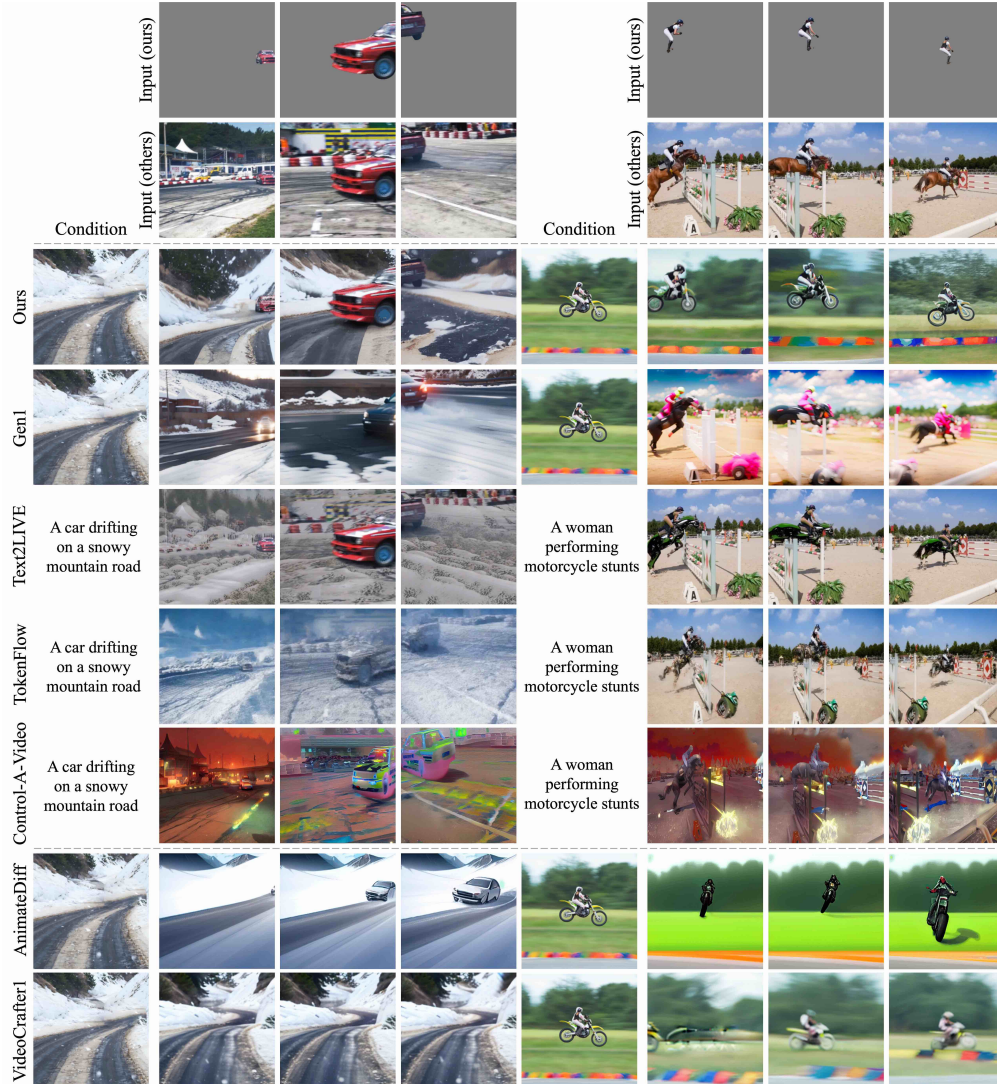 Input (ours)
Input (ours)
Input (others)
Input (others)
Condition
Condition
Ours
Gen1
Text2LIVE
A car drifting
on a snowy
mountain road
A woman
performing
motorcycle stunts
TokenFlow
A car drifting
on a snowy
mountain road
A woman
performing
motorcycle stunts
Control-A-Video
A car drifting
on a snowy
mountain road
A woman
performing
motorcycle stunts
AnimateDiff
VideoCrafter1